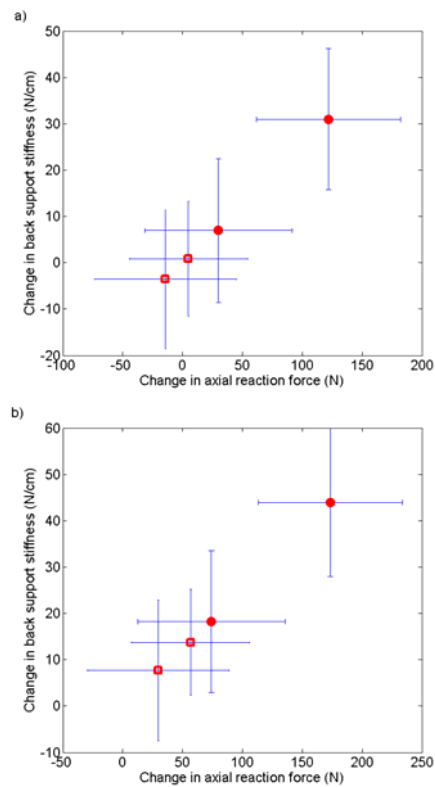 a)
50
40
30
20
10
0
-10
-20
Change in back support stiffness (N/cm)
-100 -50 0 50 100 150 200
Change in axial reaction force (N)
b)
60
50
40
30
20
10
0
-10
Change in back support stiffness (N/cm)
-50 0 50 100 150 200 250
Change in axial reaction force (N)